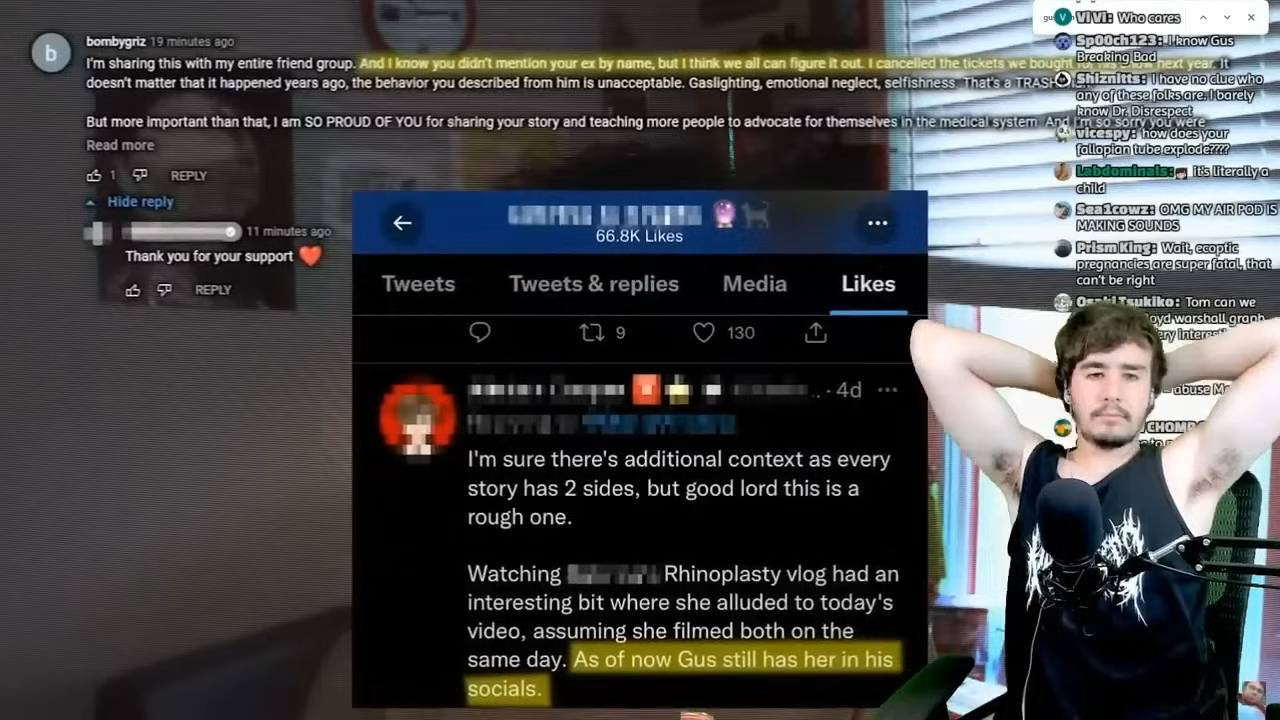 bombygriz 19 minutes ago
I'm sharing this with my entire friend group. And I know you didn't mention your ex by name, but I think we all can figure it out. I cancelled the tickets we bought next year. it
doesn't matter that it happened years ago, the behavior you described from him is unacceptable. Gaslighting, emotional neglect, selfishness. That's a TRASH
But more important than that, I am SO PROUD OF YOU for sharing your story and teaching more people to advocate for themselves in the medical system. And I'm so sorry you were
Read more
1 REPLY
Hide reply
11 minutes ago
Thank you for your support ❤️
REPLY
66.8K Likes
Tweets Tweets & replies Media Likes
9 130
· 4d
I'm sure there's additional context as every
story has 2 sides, but good lord this is a
rough one.
Watching Rhinoplasty vlog had an
interesting bit where she alluded to today's
video, assuming she filmed both on the
same day. As of now Gus still has her in his
socials.
Vi Vi: Who cares
Sp00ch123: I know Gus
Breaking Bad
Shiznitts: I have no clue who
any of these folks are. I barely
know Dr. Disrespect
vicespy: how does your
fallopian tube explode????
Labdominals: it's literally a
child
Sea1cowz: OMG MY AIR POD IS
MAKING SOUNDS
Prism King: Wait, ecoptic
pregnancies are super fatal, that
can't be right
Tsukiko: Tom can we
warshall graph
abuse